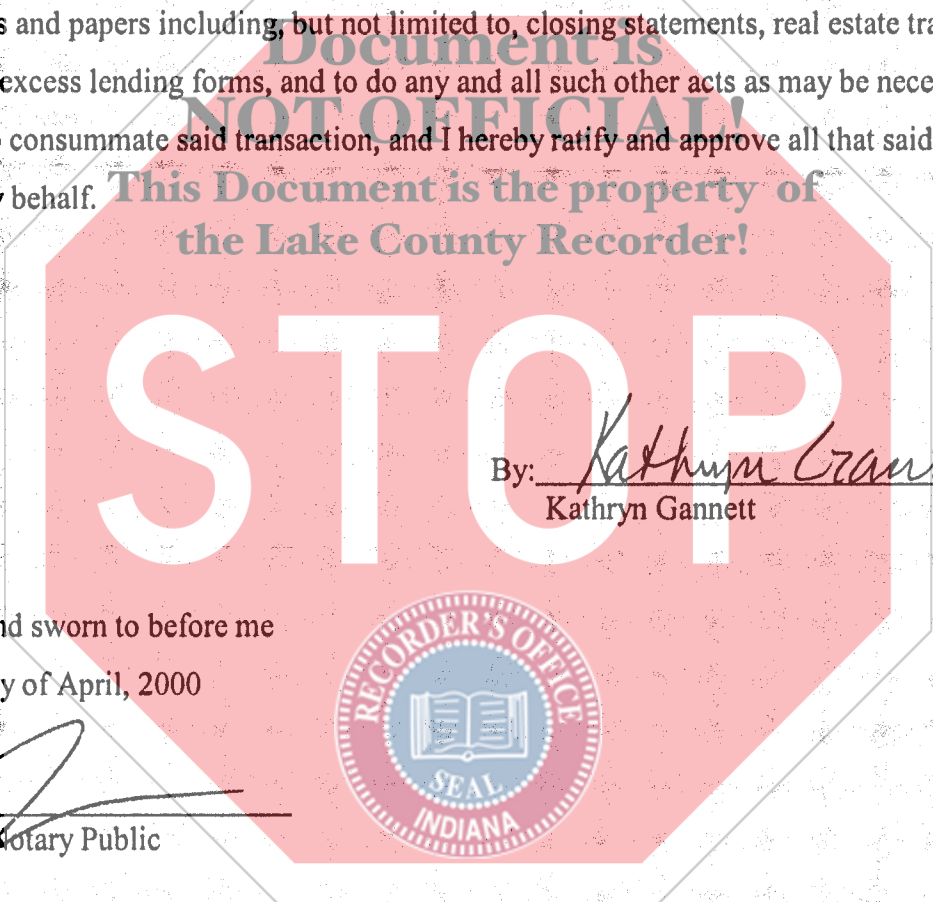 and papers including, but not limited to, closing statements, real estate
Document is
excess lending forms, and to do any and all such other acts as may be
NOT OFFICIAL!
consummate said transaction, and I hereby ratify and approve all that said
behalf.
This Document is the property of
the Lake County Recorder!
STOP
By: Kathryn
Kathryn Gannett
sworn to before me
of April, 2000
RECORDER'S OFFICE
SEAL
INDIANA
Notary Public